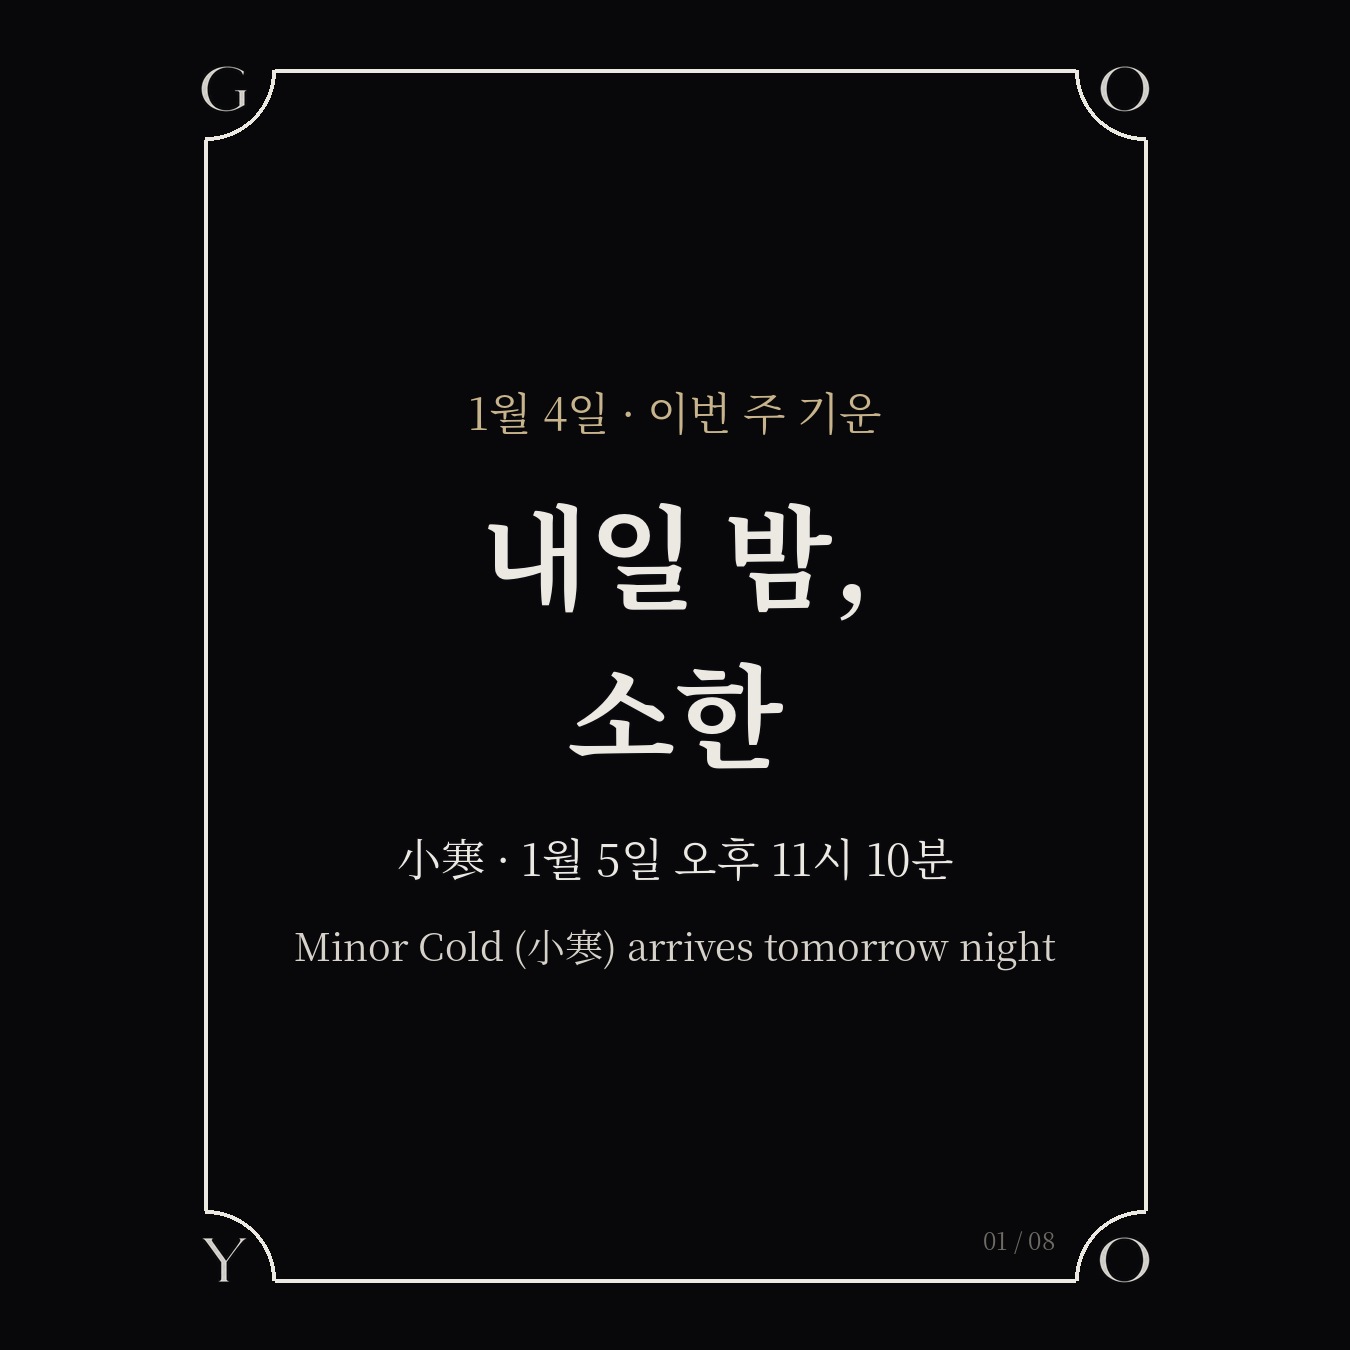 G O
1월 4일 · 이번 주 기운
내일 밤,
소한
小寒 · 1월 5일 오후 11시 10분
Minor Cold (小寒) arrives tomorrow night
01 / 08
Y O